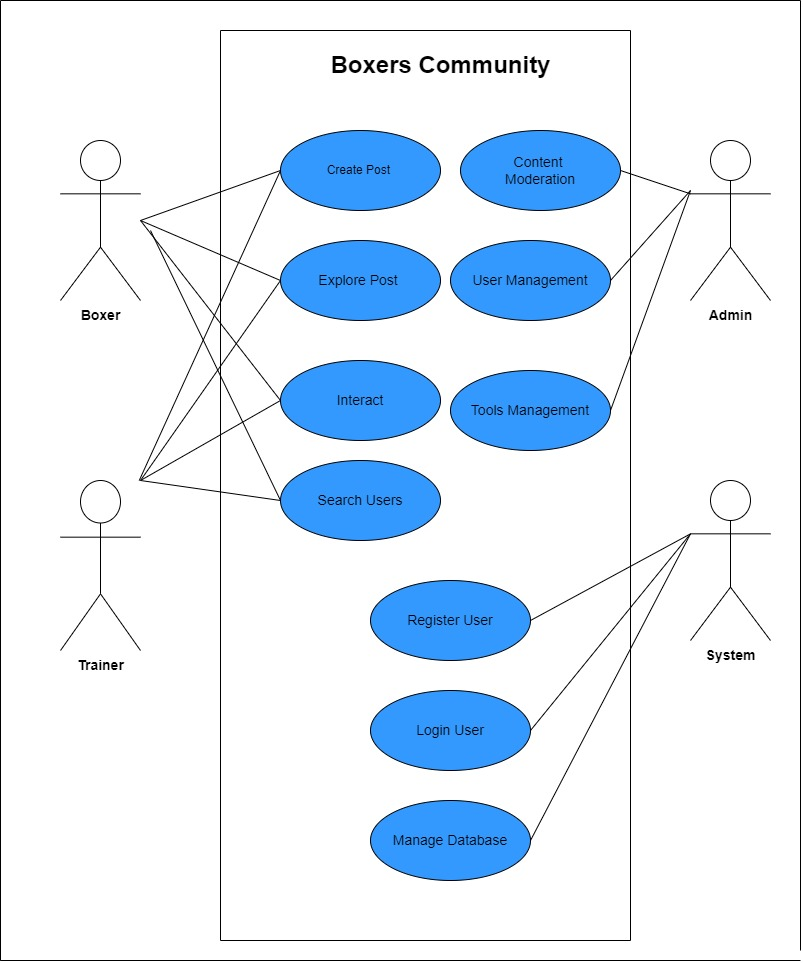 Boxers Community
Create Post
Content
Moderation
Explore Post
User Management
Boxer
Admin
Interact
Tools Management
Search Users
Register User
System
Trainer
Login User
Manage Database